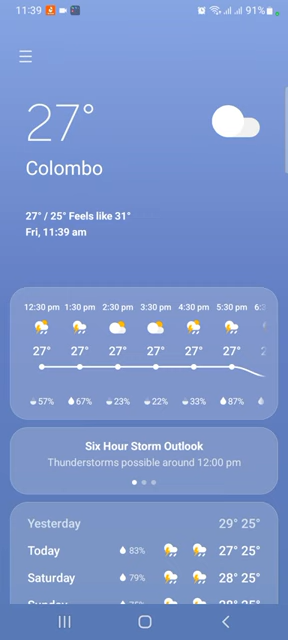 11:39 91%
27°
Colombo
27° / 25° Feels like 31°
Fri, 11:39 am
12:30 pm 1:30 pm 2:30 pm 3:30 pm 4:30 pm 5:30 pm 6:
27° 27° 27° 27° 27° 27° 2
57% 67% 23% 22% 33% 87%
Six Hour Storm Outlook
Thunderstorms possible around 12:00 pm
Yesterday 29° 25°
Today 83% 27° 25°
Saturday 79% 28° 25°